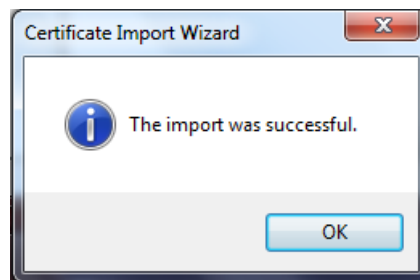 Certificate Import Wizard
The import was successful.
OK